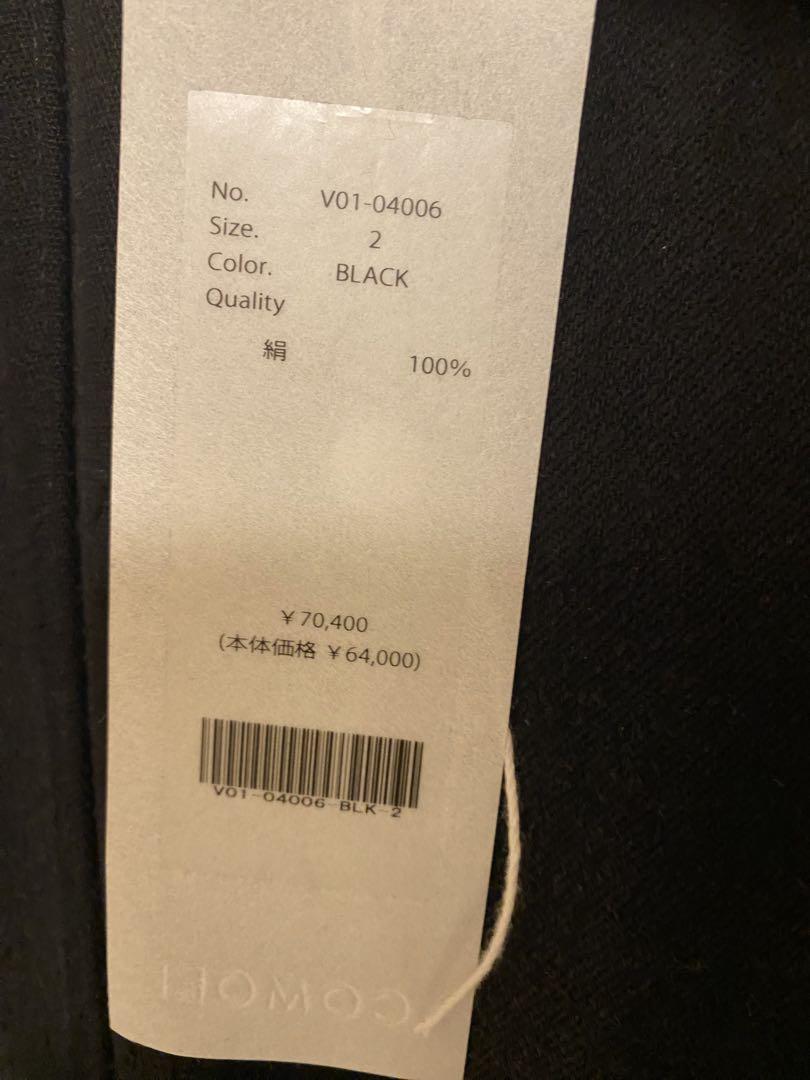 No. V01-04006
Size. 2
Color. BLACK
Quality
絹 100%
¥70,400
(本体価格 ¥64,000)
V01-04006-BLK-2
COMOLI